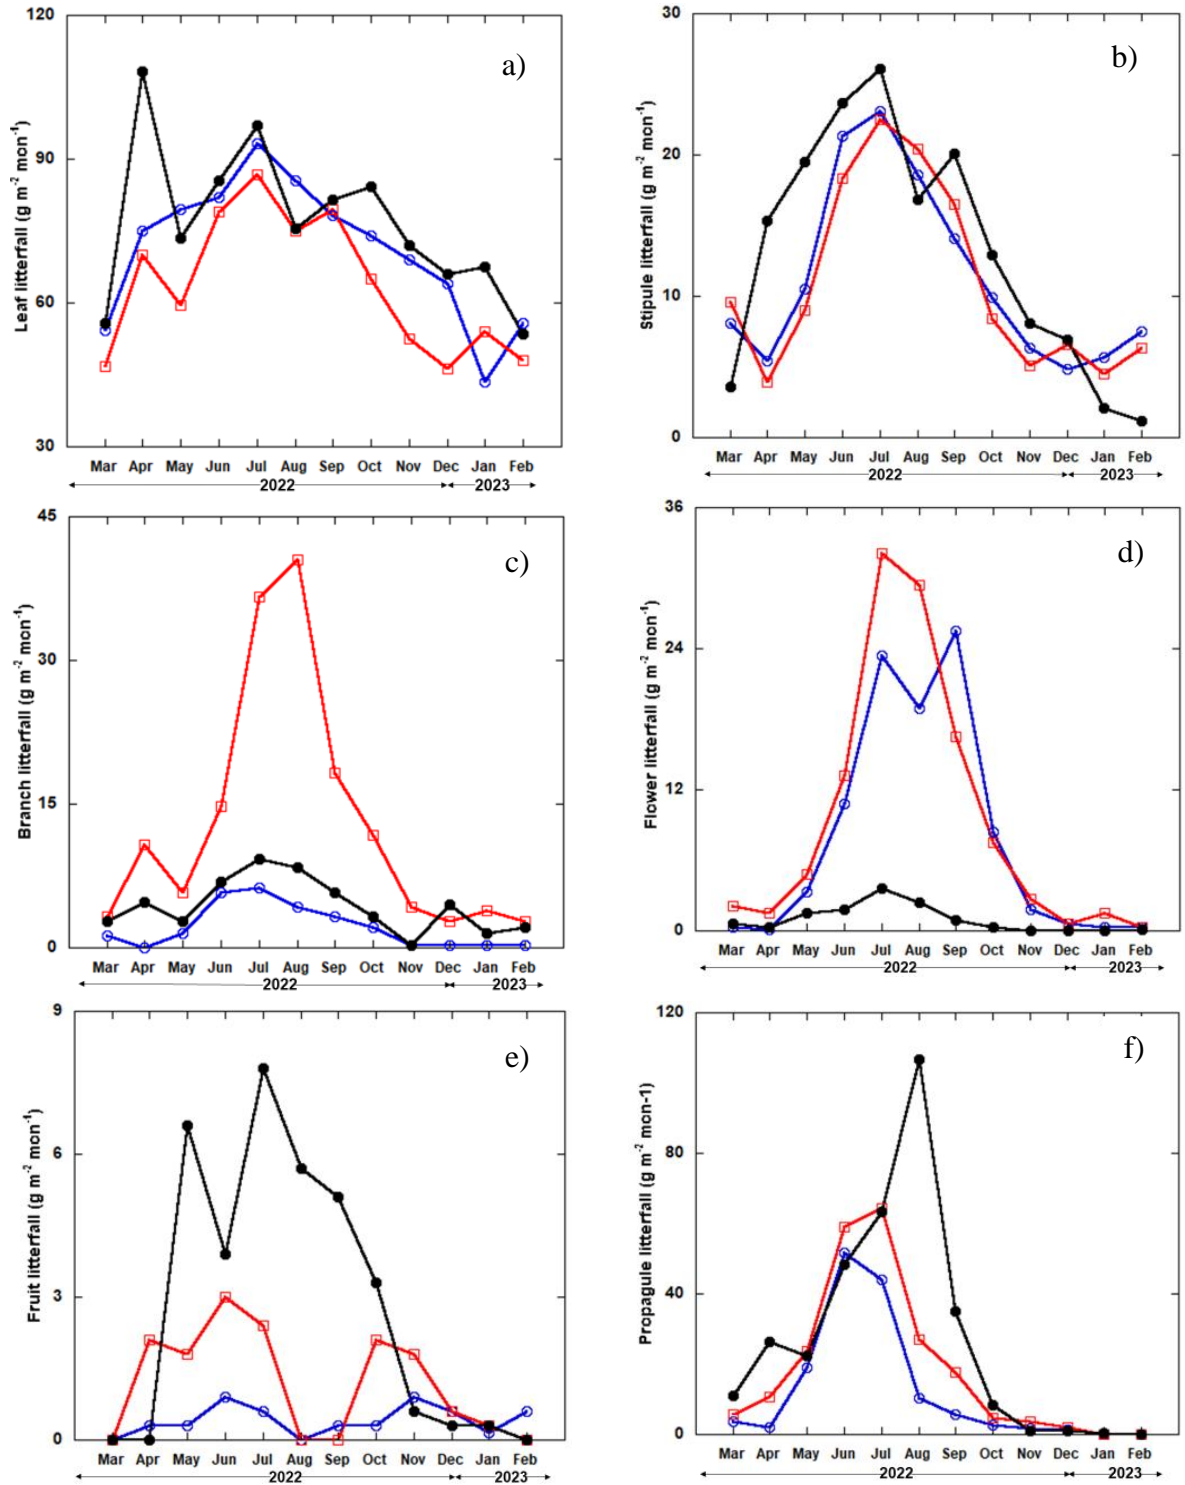 a)
Leaf litterfall (g m⁻² mon⁻¹)
120
90
60
30
Mar Apr May Jun Jul Aug Sep Oct Nov Dec Jan Feb
2022 2023
b)
Stipule litterfall (g m⁻² mon⁻¹)
30
20
10
0
Mar Apr May Jun Jul Aug Sep Oct Nov Dec Jan Feb
2022 2023
c)
Branch litterfall (g m⁻² mon⁻¹)
45
30
15
0
Mar Apr May Jun Jul Aug Sep Oct Nov Dec Jan Feb
2022 2023
d)
Flower litterfall (g m⁻² mon⁻¹)
36
24
12
0
Mar Apr May Jun Jul Aug Sep Oct Nov Dec Jan Feb
2022 2023
e)
Fruit litterfall (g m⁻² mon⁻¹)
9
6
3
0
Mar Apr May Jun Jul Aug Sep Oct Nov Dec Jan Feb
2022 2023
f)
Propagule litterfall (g m⁻² mon-1)
120
80
40
0
Mar Apr May Jun Jul Aug Sep Oct Nov Dec Jan Feb
2022 2023